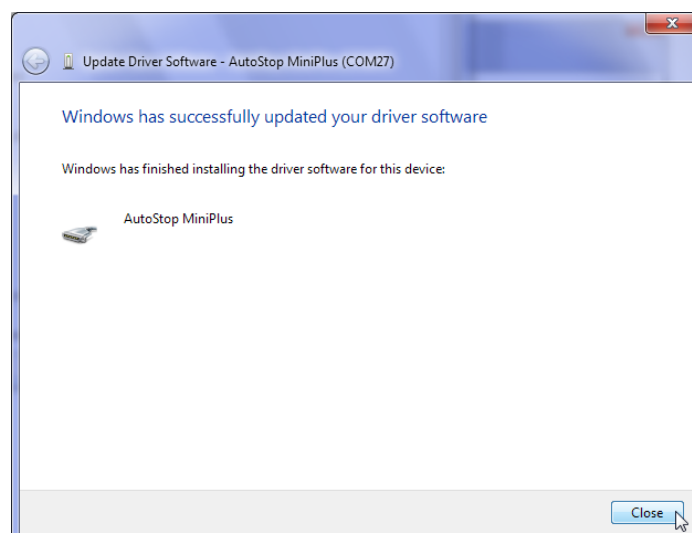 Update Driver Software - AutoStop MiniPlus (COM27)
Windows has successfully updated your driver software
Windows has finished installing the driver software for this device:
AutoStop MiniPlus
Close